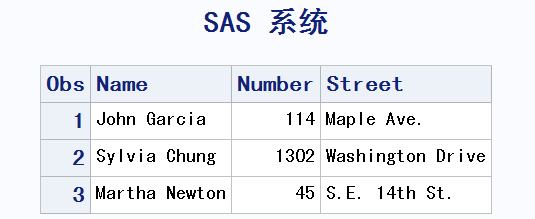 SAS 系统
Obs Name Number Street
1 John Garcia 114 Maple Ave.
2 Sylvia Chung 1302 Washington Drive
3 Martha Newton 45 S.E. 14th St.